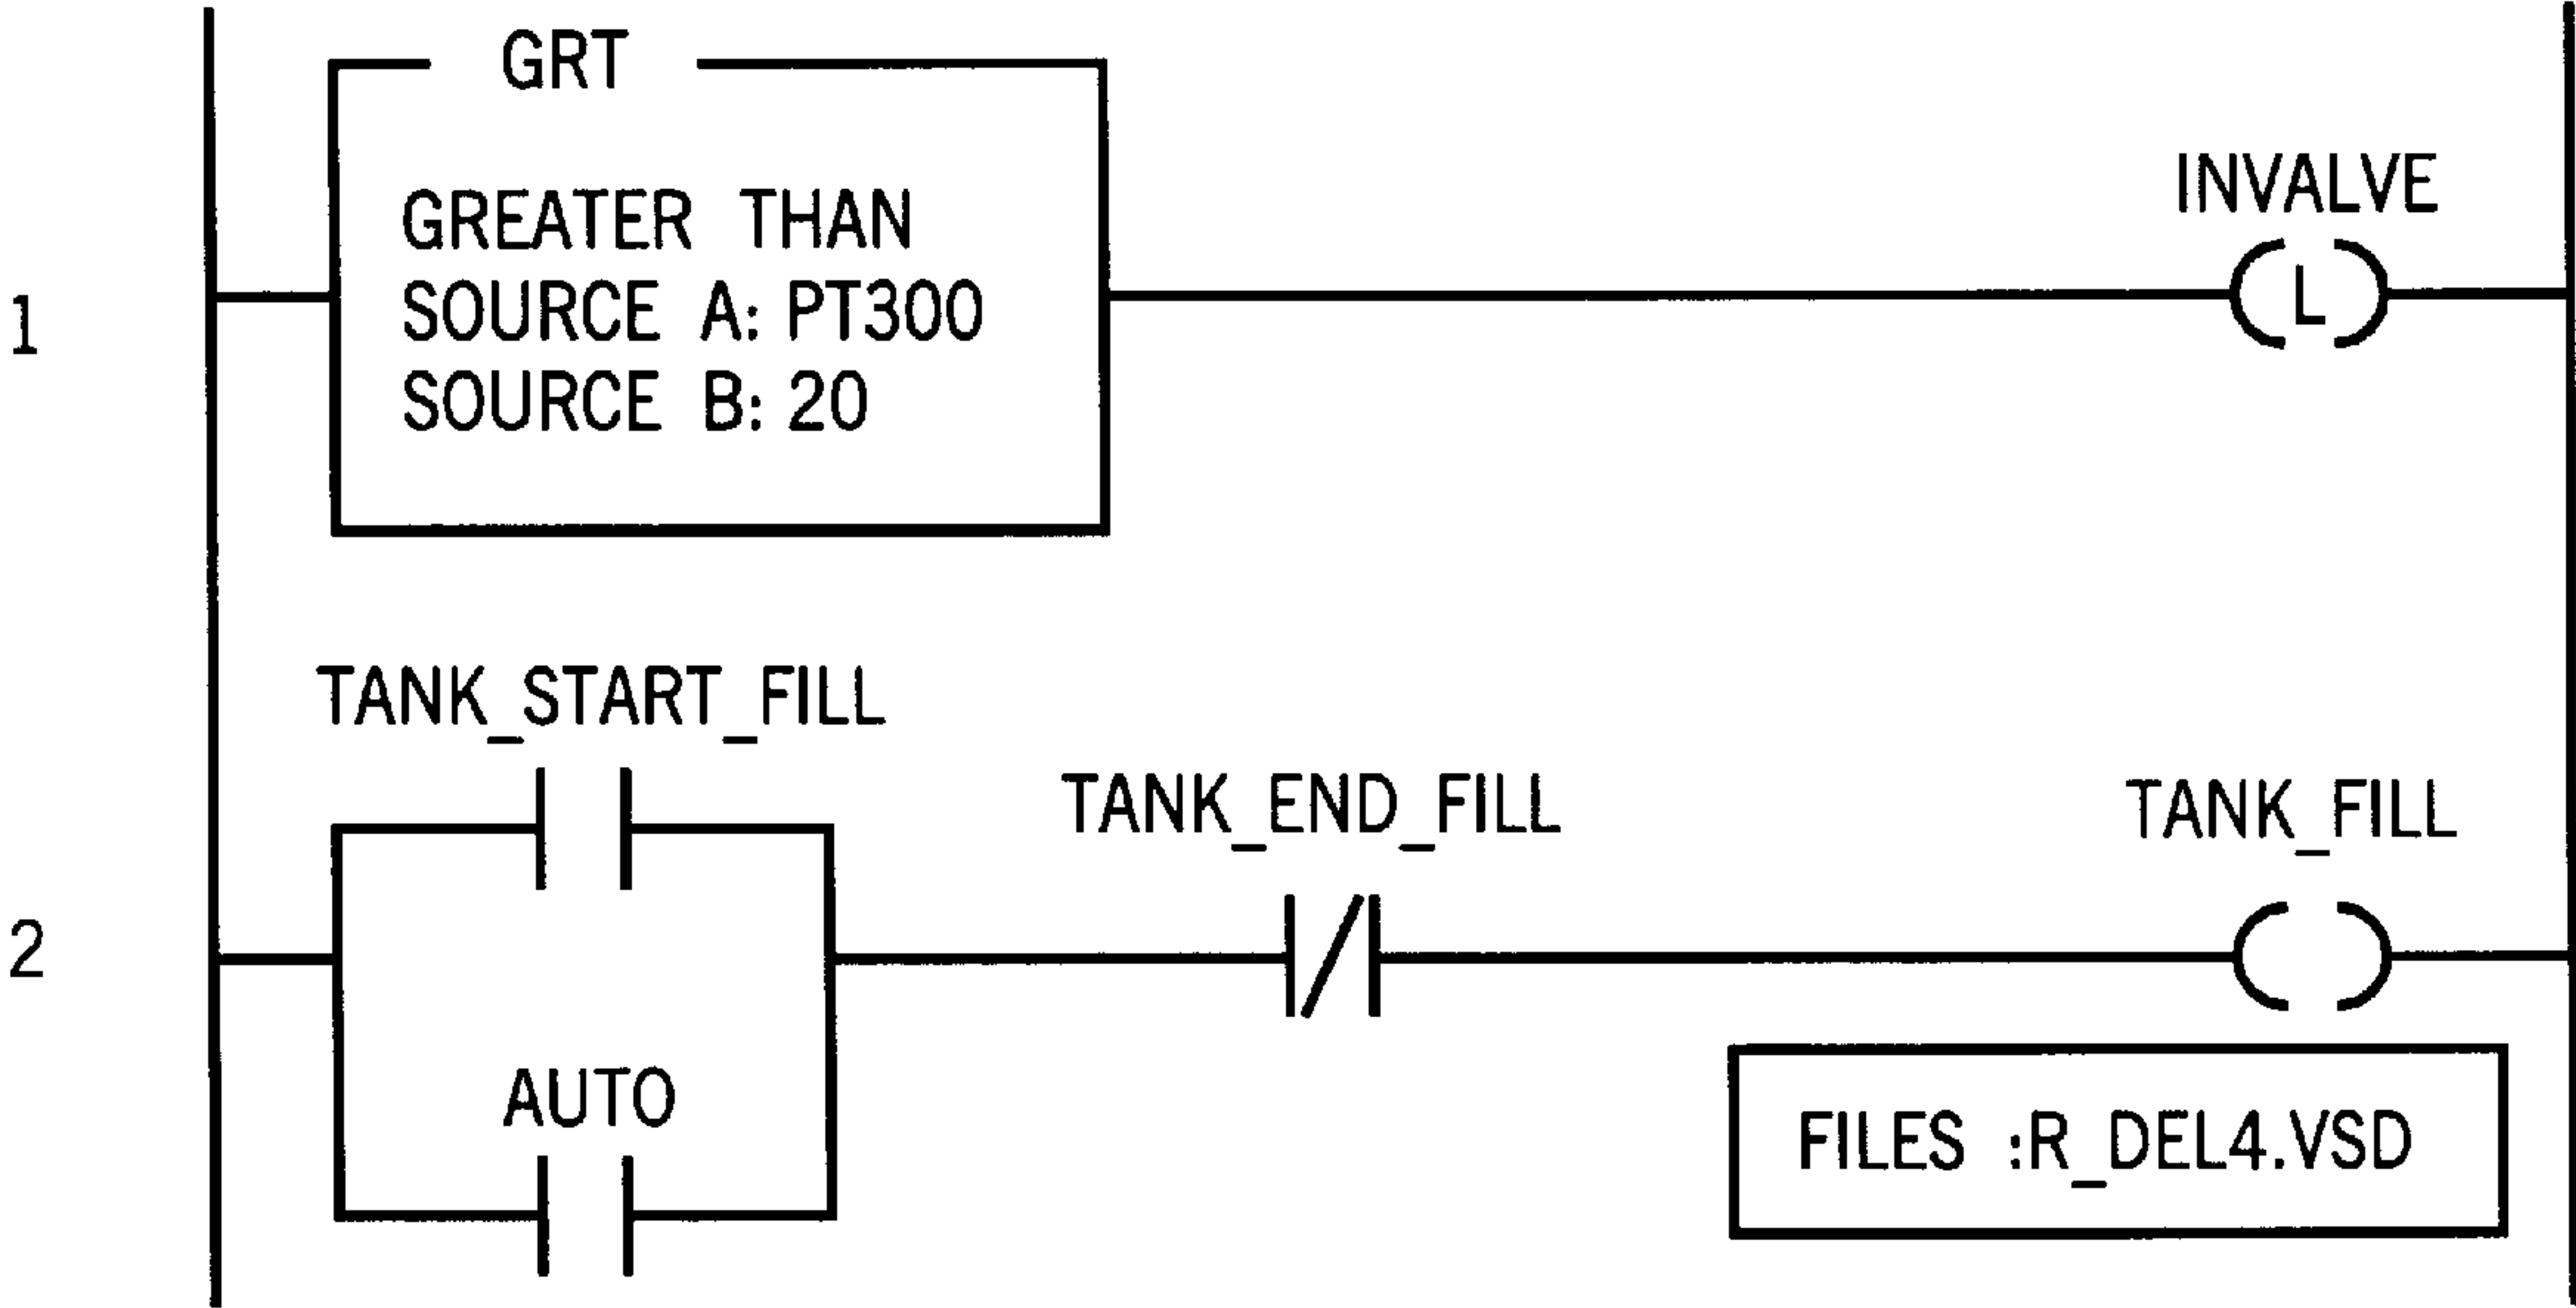 GRT
GREATER THAN
SOURCE A: PT300
SOURCE B: 20
INVALVE
L
1
TANK_START_FILL
TANK_END_FILL
TANK_FILL
2
AUTO
FILES :R_DEL4.VSD